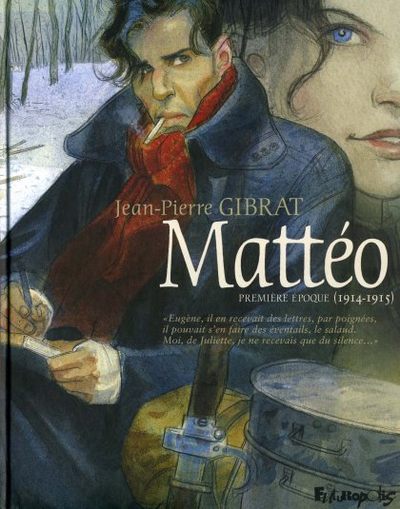 Jean-Pierre GIBRAT
Mattéo
PREMIÈRE ÉPOQUE (1914-1915)
«Eugène, il en recevait des lettres, par poignées,
il pouvait s'en faire des éventails, le salaud.
Moi, de Juliette, je ne recevais que du silence...»
Futuropolis